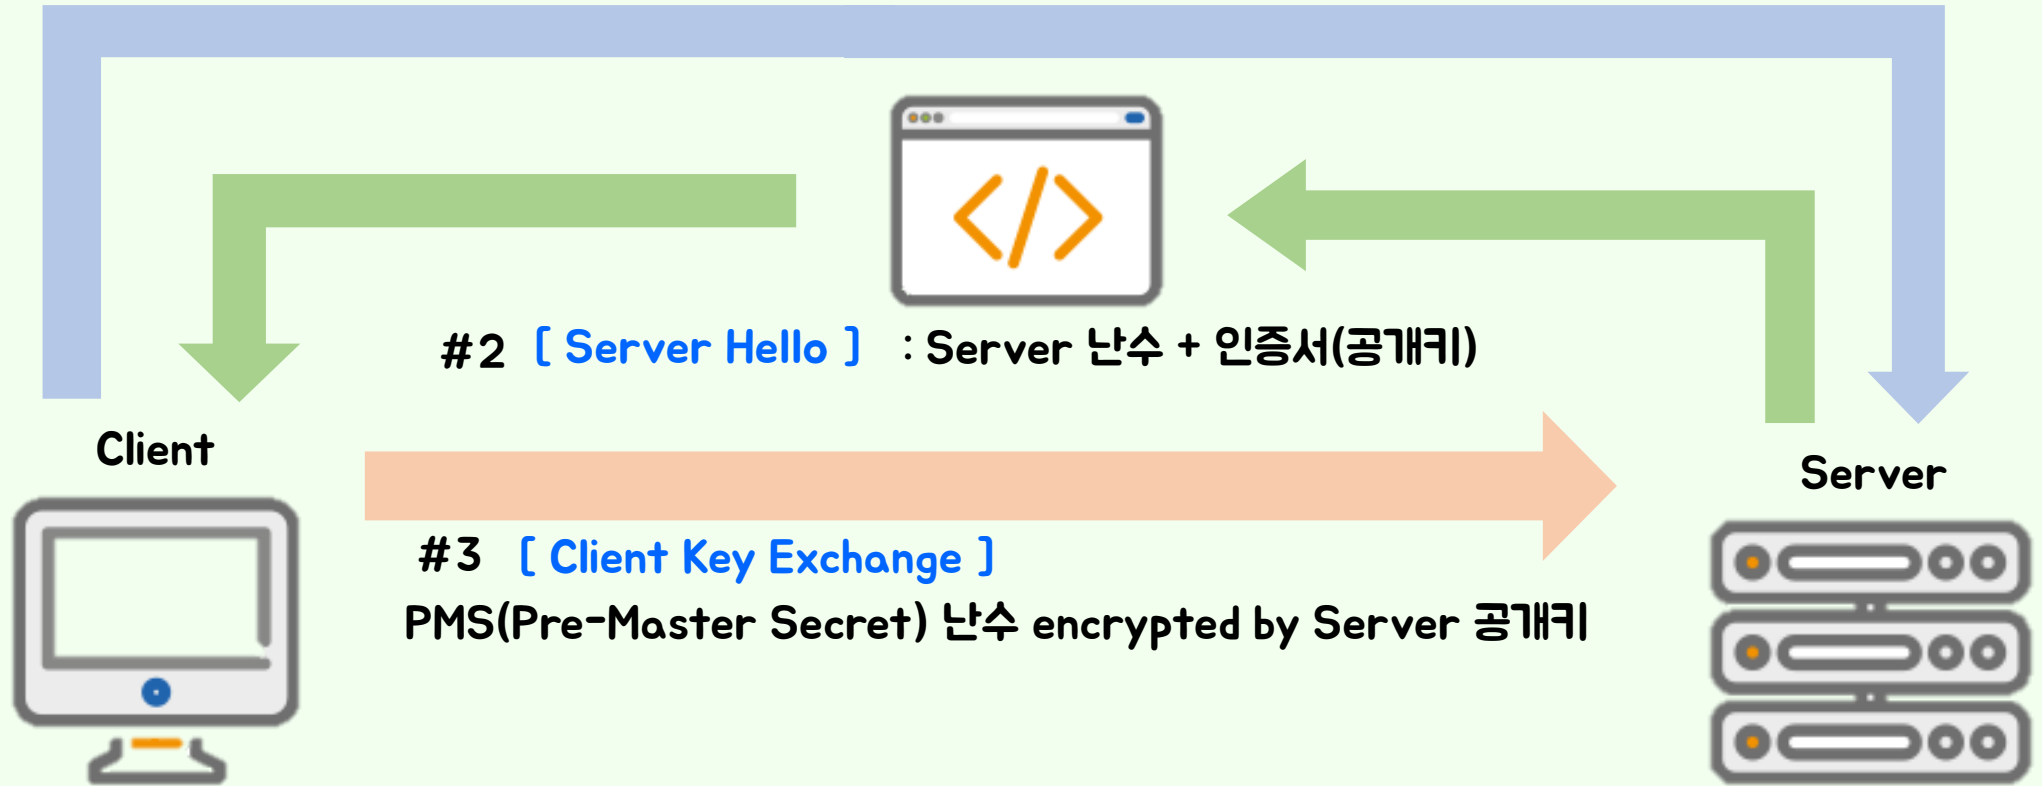 #2 [ Server Hello ] : Server 난수 + 인증서(공개키)
Client
Server
#3 [ Client Key Exchange ]
PMS(Pre-Master Secret) 난수 encrypted by Server 공개키